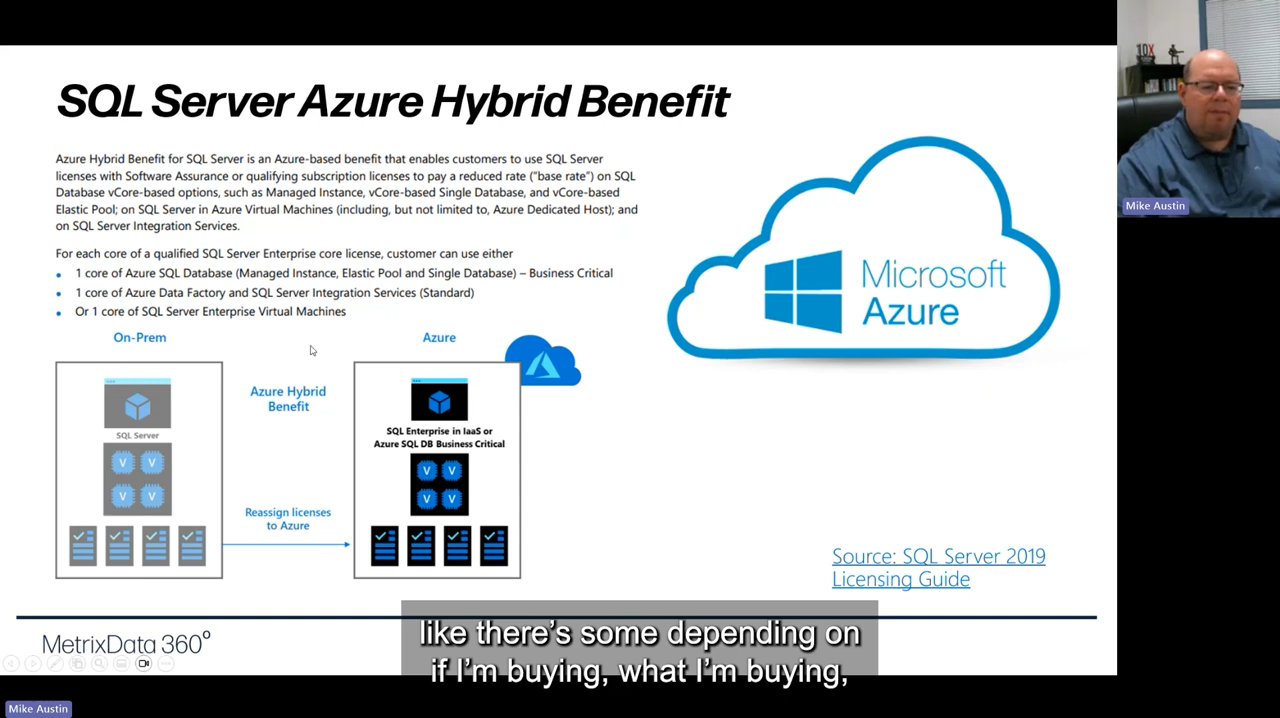 SQL Server Azure Hybrid Benefit
Azure Hybrid Benefit for SQL Server is an Azure-based benefit that enables customers to use SQL Server
licenses with Software Assurance or qualifying subscription licenses to pay a reduced rate (“base rate”) on SQL
Database vCore-based options, such as Managed Instance, vCore-based Single Database, and vCore-based
Elastic Pool; on SQL Server in Azure Virtual Machines (including, but not limited to, Azure Dedicated Host); and
on SQL Server Integration Services.
For each core of a qualified SQL Server Enterprise core license, customer can use either
• 1 core of Azure SQL Database (Managed Instance, Elastic Pool and Single Database) – Business Critical
• 1 core of Azure Data Factory and SQL Server Integration Services (Standard)
• Or 1 core of SQL Server Enterprise Virtual Machines
On-Prem
Azure
SQL Server
V V
V V
Azure Hybrid
Benefit
Reassign licenses
to Azure
SQL Enterprise in IaaS or
Azure SQL DB Business Critical
V V
V V
Microsoft
Azure
Source: SQL Server 2019
Licensing Guide
MetrixData 360°
like there’s some depending on
if I’m buying, what I’m buying,
10X
Mike Austin
Mike Austin